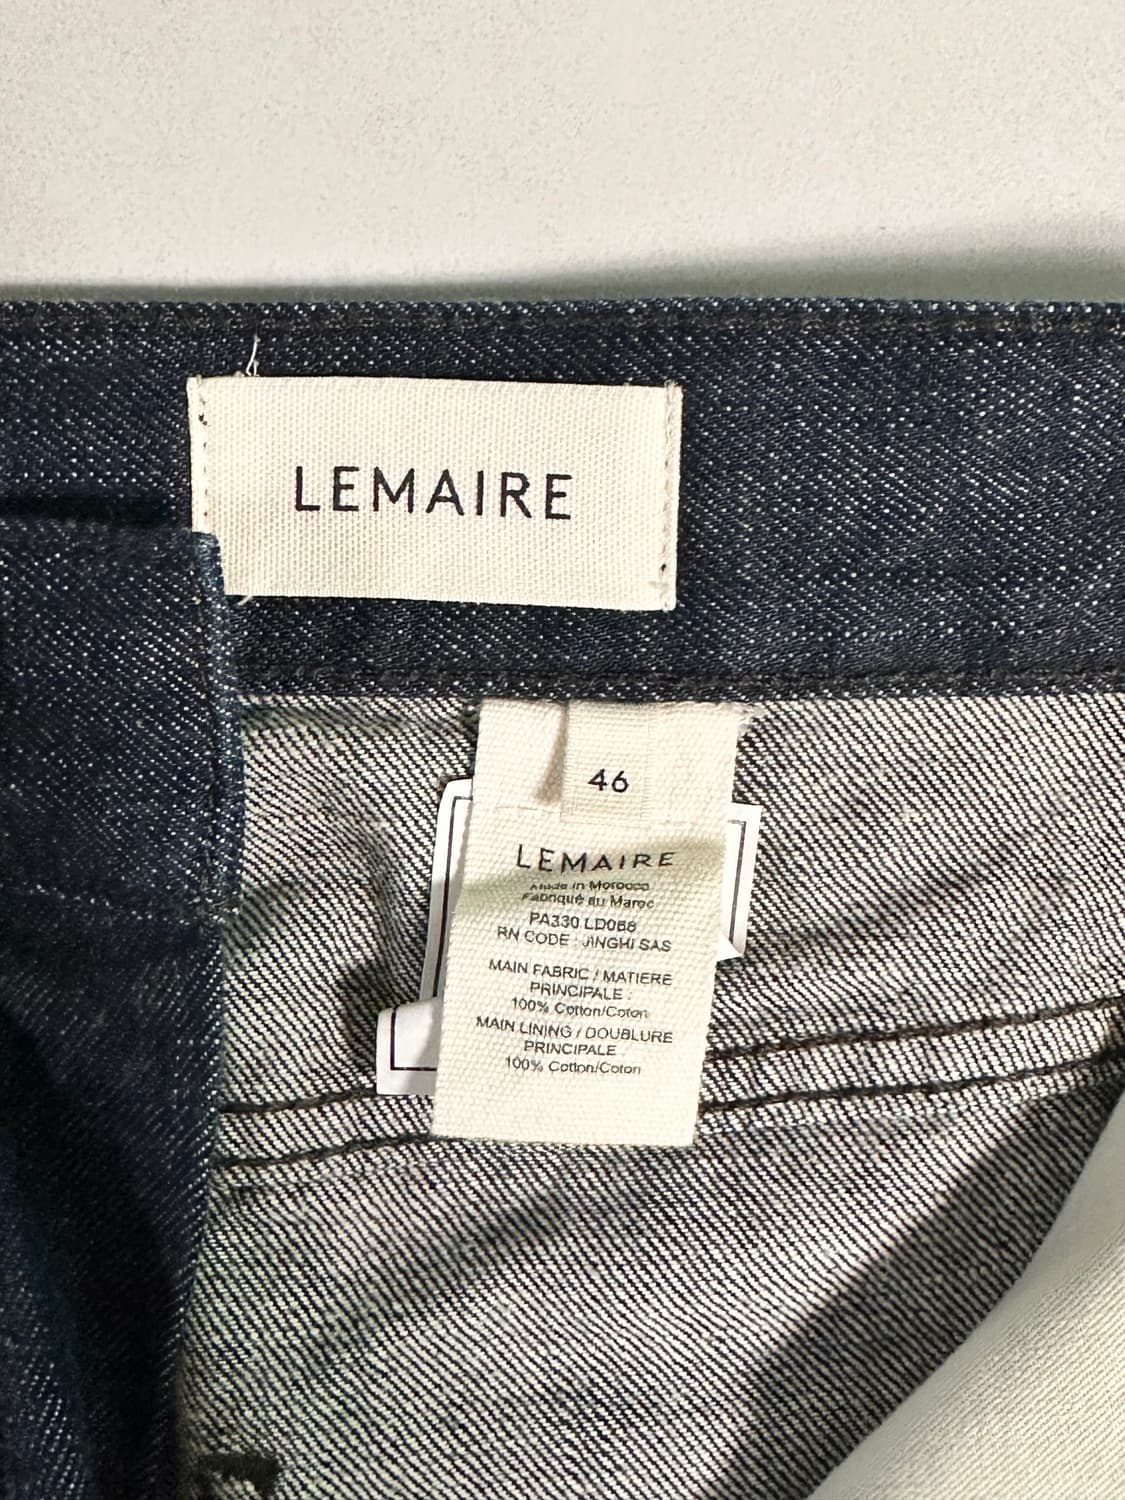 LEMAIRE
46
LEMAIRE
Made in Morocco
Fabriqué au Maroc
PA330 LD068
RN CODE : JINGHI SAS
MAIN FABRIC / MATIERE
PRINCIPALE :
100% Cotton/Coton
MAIN LINING / DOUBLURE
PRINCIPALE :
100% Cotton/Coton